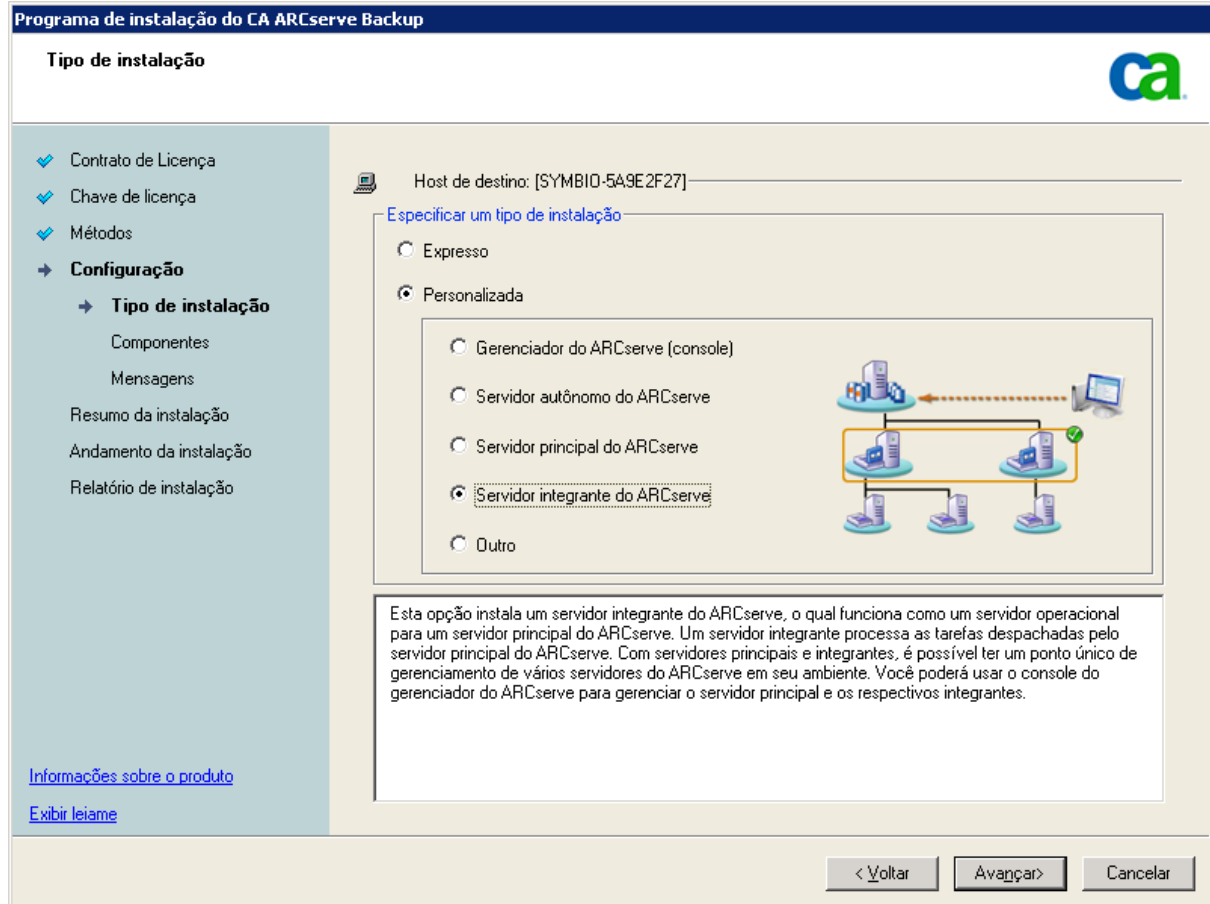 Programa de instalação do CA ARCserve Backup
Tipo de instalação
ca
Contrato de Licença
Chave de licença
Métodos
Configuração
Tipo de instalação
Componentes
Mensagens
Resumo da instalação
Andamento da instalação
Relatório de instalação
Informações sobre o produto
Exibir leiame
Host de destino: [SYMBIO-5A9E2F27]
Especificar um tipo de instalação
Expresso
Personalizada
Gerenciador do ARCserve (console)
Servidor autônomo do ARCserve
Servidor principal do ARCserve
Servidor integrante do ARCserve
Outro
Esta opção instala um servidor integrante do ARCserve, o qual funciona como um servidor operacional
para um servidor principal do ARCserve. Um servidor integrante processa as tarefas despachadas pelo
servidor principal do ARCserve. Com servidores principais e integrantes, é possível ter um ponto único de
gerenciamento de vários servidores do ARCserve em seu ambiente. Você poderá usar o console do
gerenciador do ARCserve para gerenciar o servidor principal e os respectivos integrantes.
< Voltar
Avançar>
Cancelar